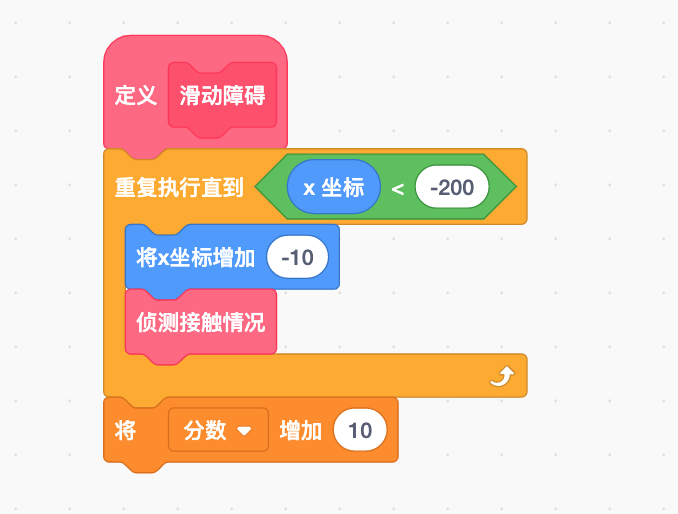 定义 滑动障碍
重复执行直到 x 坐标 < -200
将x坐标增加 -10
侦测接触情况
将 分数 增加 10